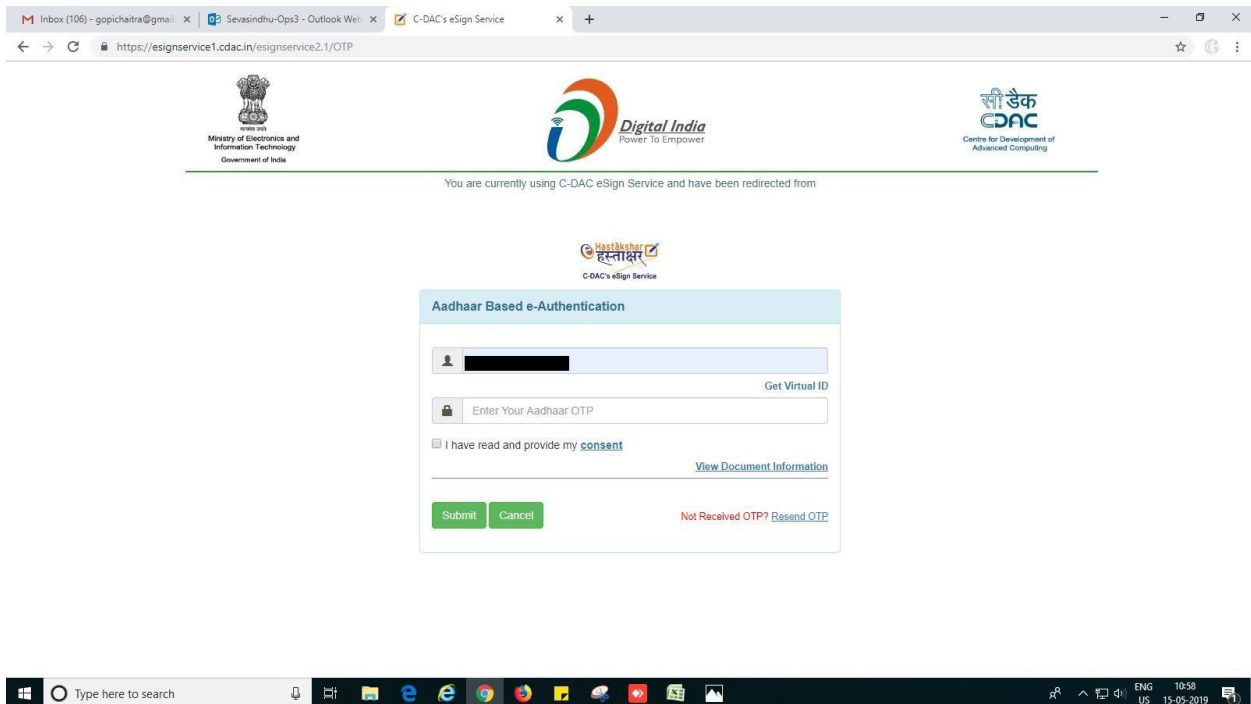 Inbox (106) - gopichaitra@gmail
Sevasindhu-Ops3 - Outlook Web
C-DAC's eSign Service
https://esignservice1.cdac.in/esignservice2.1/OTP
सत्यमेव जयते
Ministry of Electronics and
Information Technology
Government of India
Digital India
Power To Empower
सी डैक
CDAC
Centre for Development of
Advanced Computing
You are currently using C-DAC eSign Service and have been redirected from
Hastākshar
हस्ताक्षर
C-DAC's eSign Service
Aadhaar Based e-Authentication
Get Virtual ID
Enter Your Aadhaar OTP
I have read and provide my consent
View Document Information
Submit Cancel Not Received OTP? Resend OTP
Type here to search
ENG 10:58
US 15-05-2019